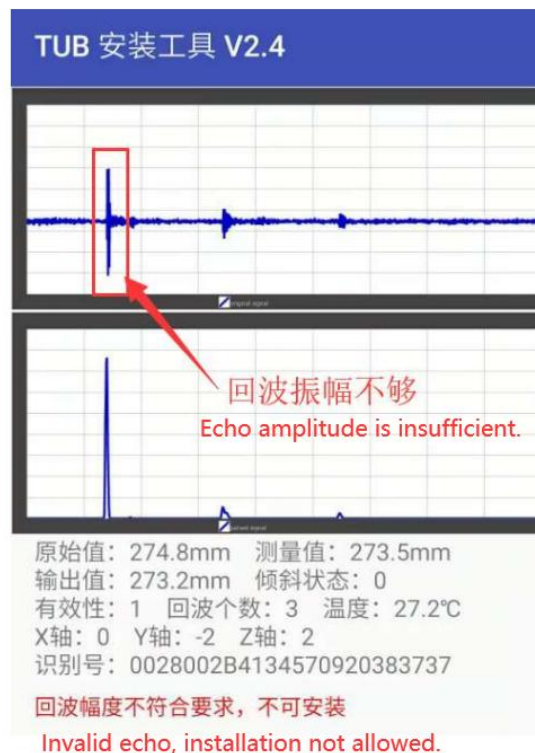 TUB 安装工具 V2.4
回波振幅不够
Echo amplitude is insufficient.
原始值：274.8mm 测量值：273.5mm
输出值：273.2mm 倾斜状态：0
有效性：1 回波个数：3 温度：27.2℃
X轴：0 Y轴：-2 Z轴：2
识别号：0028002B4134570920383737
回波幅度不符合要求，不可安装
Invalid echo, installation not allowed.